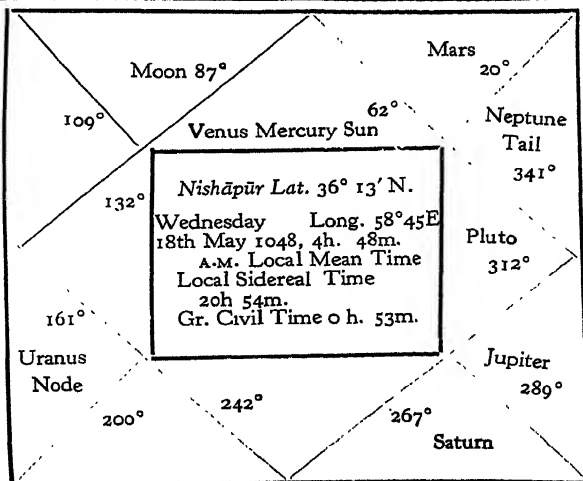 Mars
Moon 87°
20°
109°
62°
Venus Mercury Sun
Neptune
Tail
341°
132°
Nishāpūr Lat. 36° 13′ N.
Wednesday Long. 58°45E
18th May 1048, 4h. 48m.
A.M. Local Mean Time
Local Sidereal Time
20h 54m.
Gr. Civil Time 0 h. 53m.
Pluto
312°
161°
Uranus
Node
200°
242°
267°
Saturn
Jupiter
289°